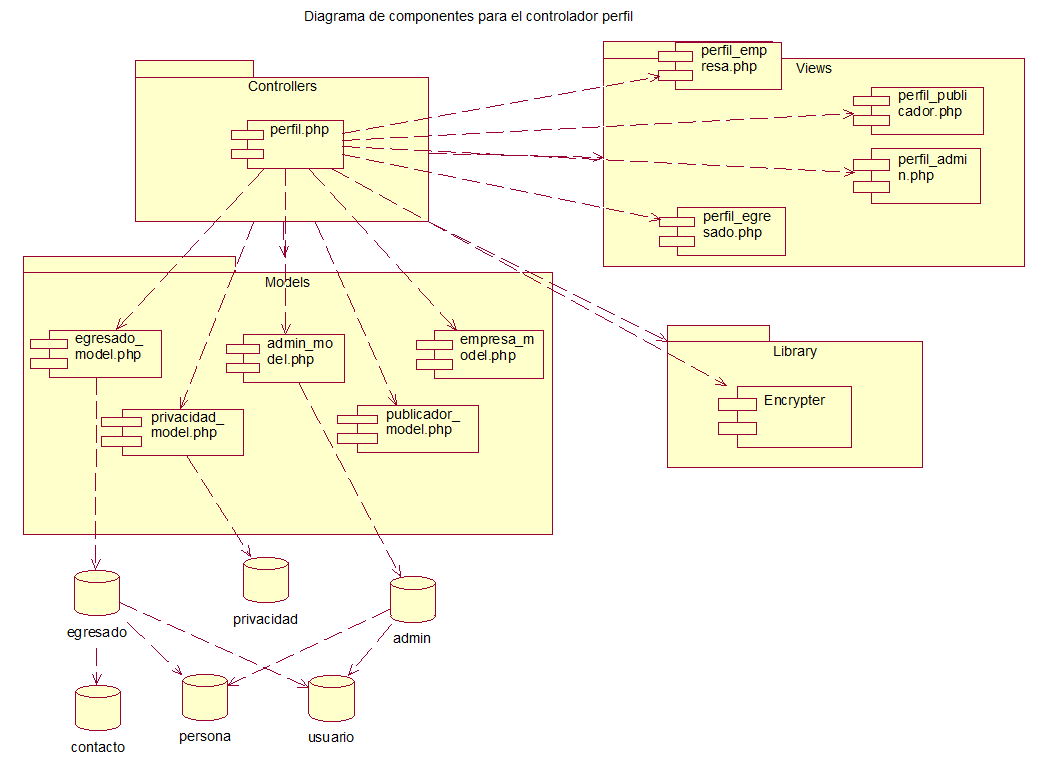 Diagrama de componentes para el controlador perfil
Controllers
perfil.php
Views
perfil_emp
resa.php
perfil_publi
cador.php
perfil_admi
n.php
perfil_egre
sado.php
Models
egresado_
model.php
admin_mo
del.php
empresa_m
odel.php
privacidad_
model.php
publicador_
model.php
Library
Encrypter
egresado
privacidad
admin
contacto
persona
usuario